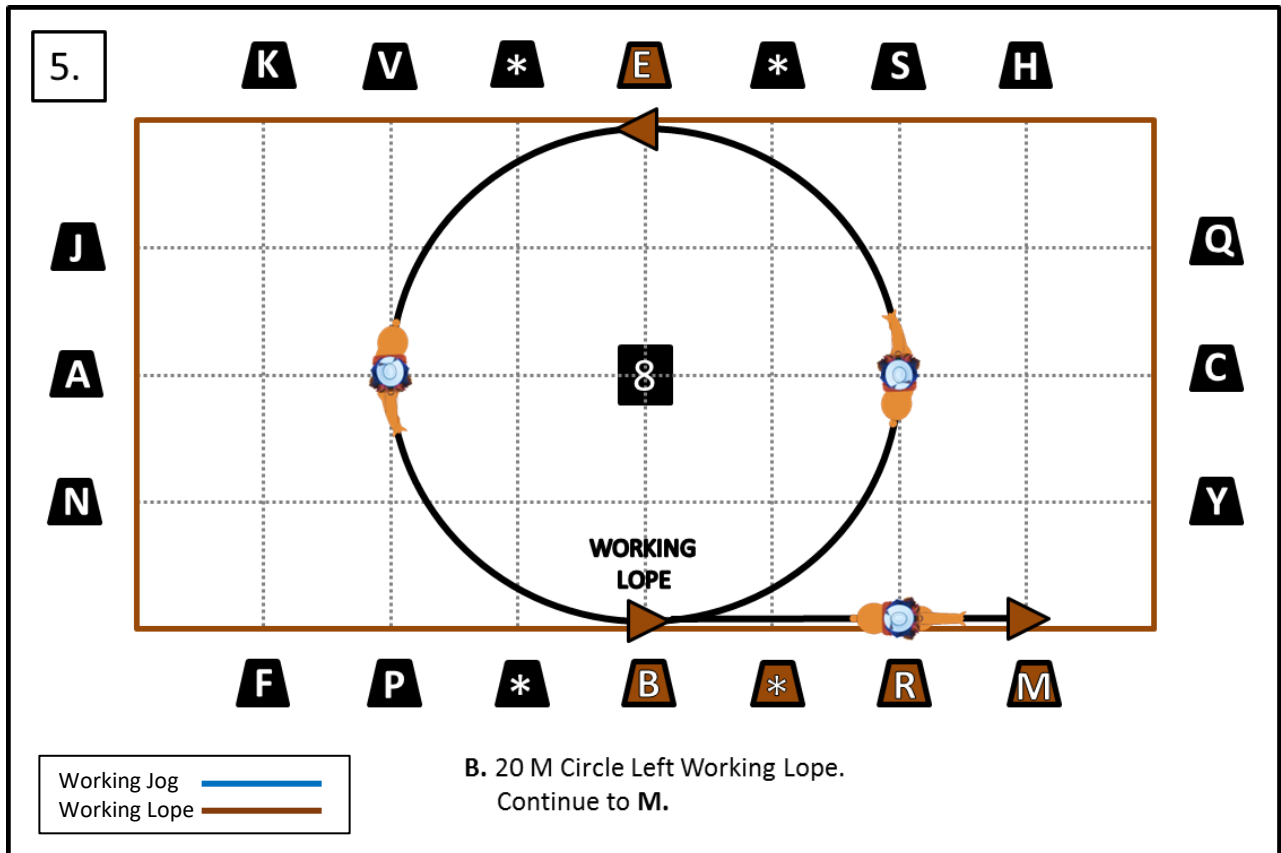 5.
K V * E * S H
J Q
A 8 C
N Y
WORKING
LOPE
F P * B * R M
Working Jog
Working Lope
B. 20 M Circle Left Working Lope.
Continue to M.